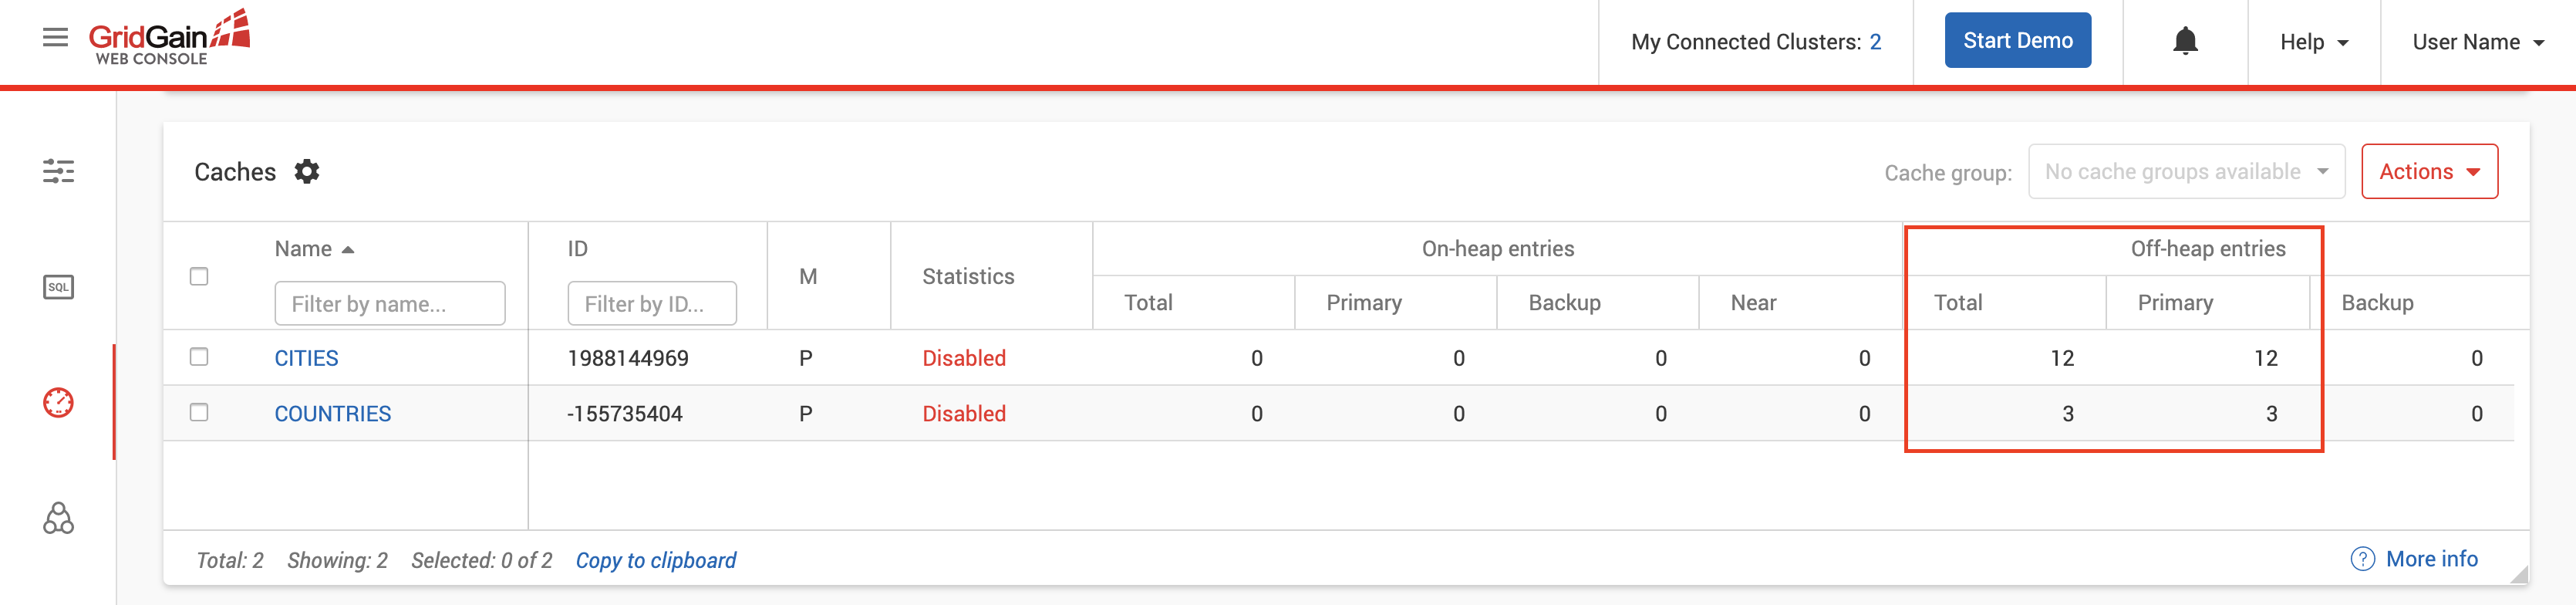 GridGain
WEB CONSOLE
My Connected Clusters: 2
Start Demo
Help
User Name
Caches
Cache group:
No cache groups available
Actions
Name
ID
M
Statistics
On-heap entries
Off-heap entries
Filter by name...
Filter by ID...
Total
Primary
Backup
Near
Total
Primary
Backup
CITIES 1988144969 P Disabled 0 0 0 0 12 12 0
COUNTRIES -155735404 P Disabled 0 0 0 0 3 3 0
SQL
Total: 2 Showing: 2 Selected: 0 of 2 Copy to clipboard
? More info